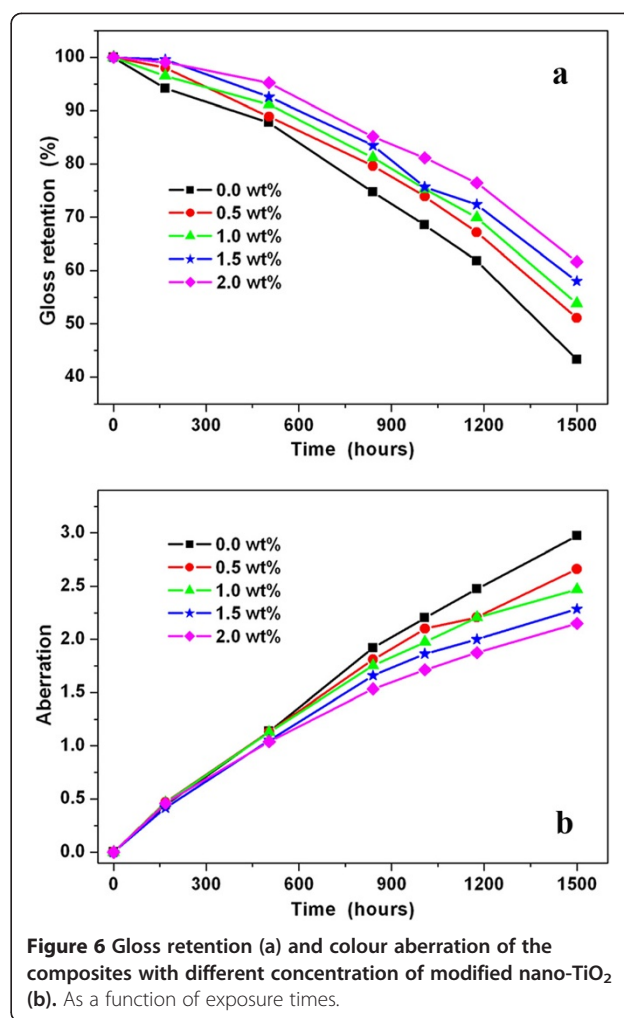 100
90
80
70
60
50
40
Gloss retention (%)
a
0.0 wt%
0.5 wt%
1.0 wt%
1.5 wt%
2.0 wt%
0 300 600 900 1200 1500
Time (hours)
3.0
2.5
2.0
1.5
1.0
0.5
0.0
Aberration
0.0 wt%
0.5 wt%
1.0 wt%
1.5 wt%
2.0 wt%
b
0 300 600 900 1200 1500
Time (hours)
Figure 6 Gloss retention (a) and colour aberration of the
composites with different concentration of modified nano-TiO₂
(b). As a function of exposure times.